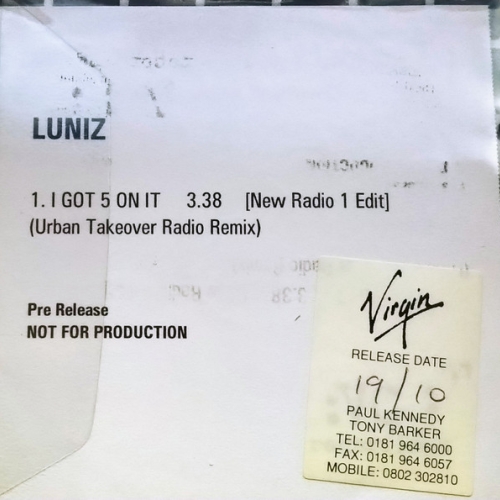 LUNIZ
1. I GOT 5 ON IT 3.38 [New Radio 1 Edit]
(Urban Takeover Radio Remix)
Pre Release
NOT FOR PRODUCTION
Virgin
RELEASE DATE
19/10
PAUL KENNEDY
TONY BARKER
TEL: 0181 964 6000
FAX: 0181 964 6057
MOBILE: 0802 302810